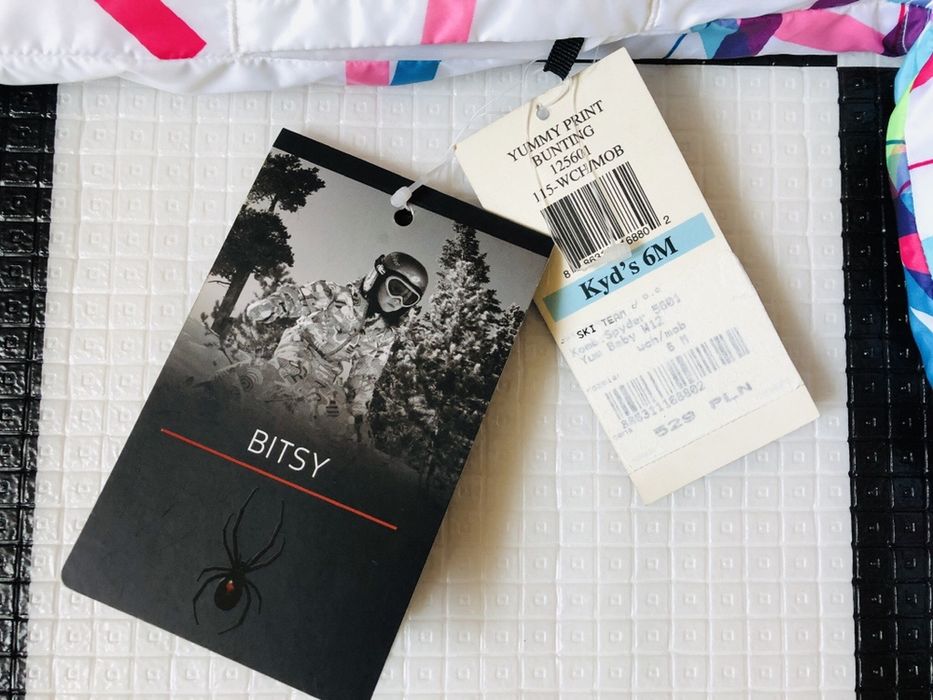 BITSY
YUMMY PRINT
BUNTING
125601
115-WCH/MOB
Kyd's 6M
SKI TEAM
Komb Spyder 5601
Yum Baby W12
wch/mob
6 M
529 PLN